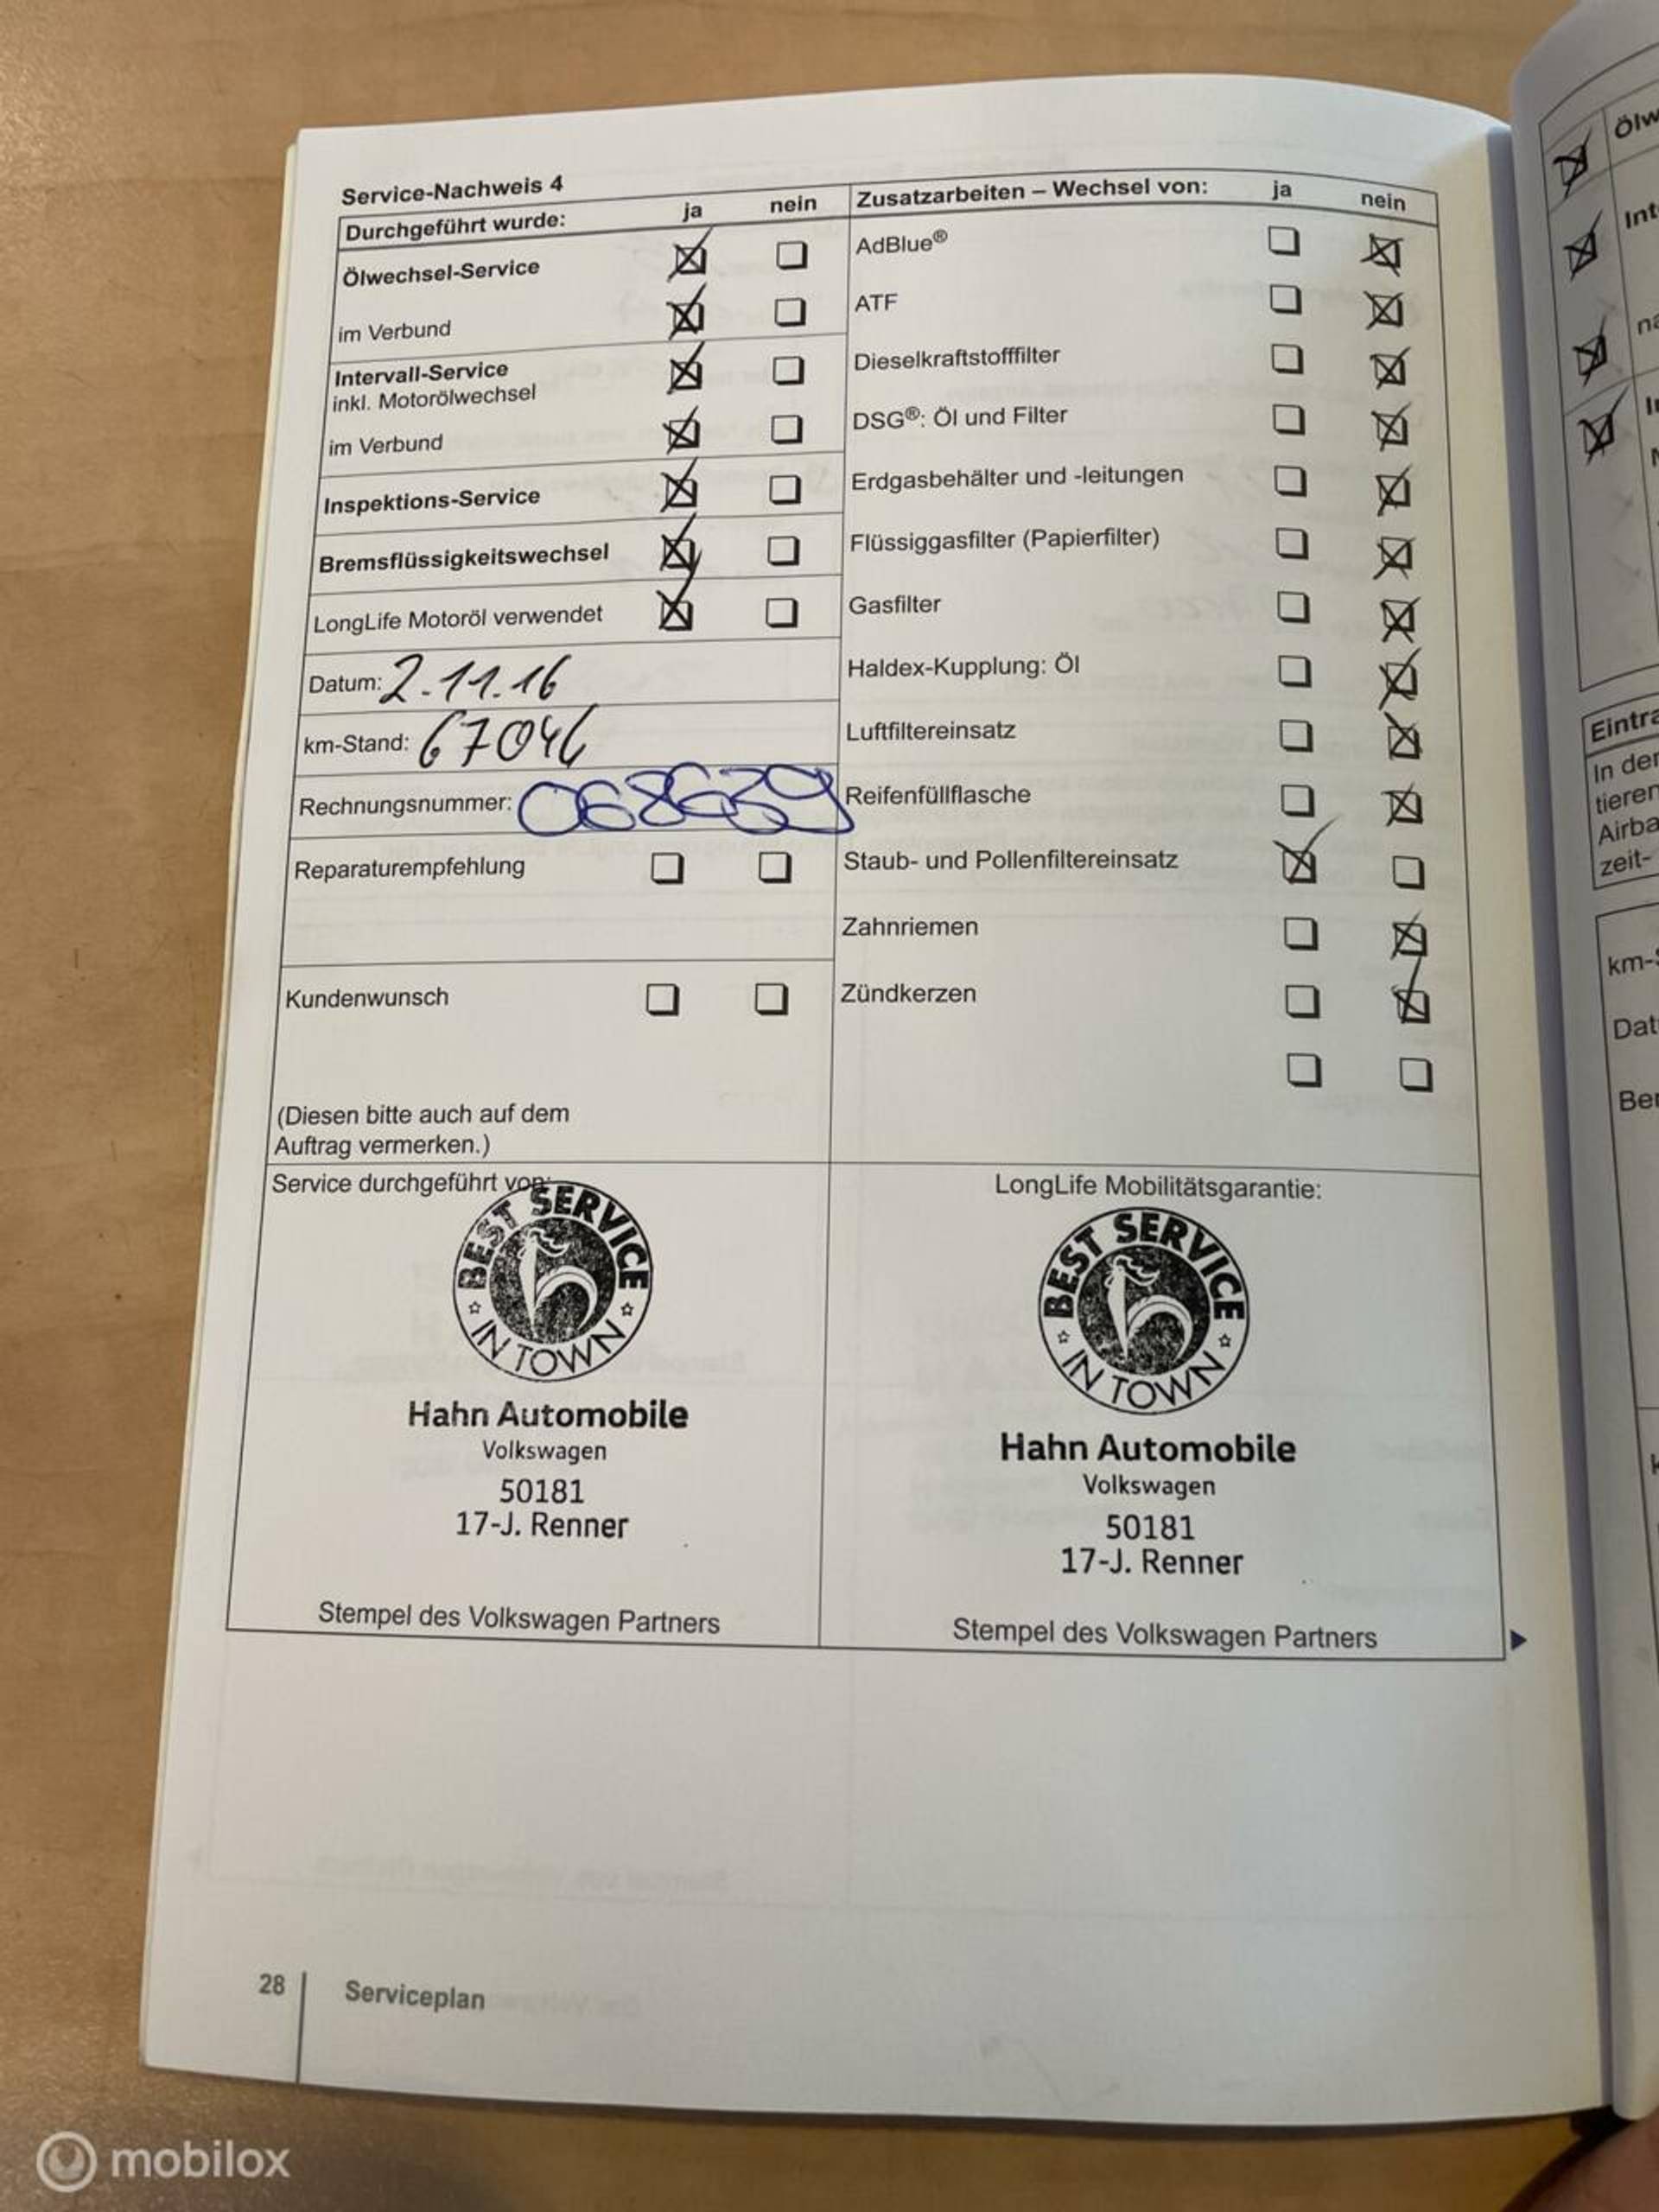 Service-Nachweis 4
Durchgeführt wurde: ja nein
Ölwechsel-Service
im Verbund
Intervall-Service
inkl. Motorölwechsel
im Verbund
Inspektions-Service
Bremsflüssigkeitswechsel
LongLife Motoröl verwendet
Datum: 2.11.16
km-Stand: 67046
Rechnungsnummer: 068639
Reparaturempfehlung
Kundenwunsch
(Diesen bitte auch auf dem
Auftrag vermerken.)
Zusatzarbeiten – Wechsel von: ja nein
AdBlue®
ATF
Dieselkraftstofffilter
DSG®: Öl und Filter
Erdgasbehälter und -leitungen
Flüssiggasfilter (Papierfilter)
Gasfilter
Haldex-Kupplung: Öl
Luftfiltereinsatz
Reifenfüllflasche
Staub- und Pollenfiltereinsatz
Zahnriemen
Zündkerzen
Service durchgeführt von:
BEST SERVICE
IN TOWN
Hahn Automobile
Volkswagen
50181
17-J. Renner
Stempel des Volkswagen Partners
LongLife Mobilitätsgarantie:
BEST SERVICE
IN TOWN
Hahn Automobile
Volkswagen
50181
17-J. Renner
Stempel des Volkswagen Partners
28 Serviceplan
mobilox